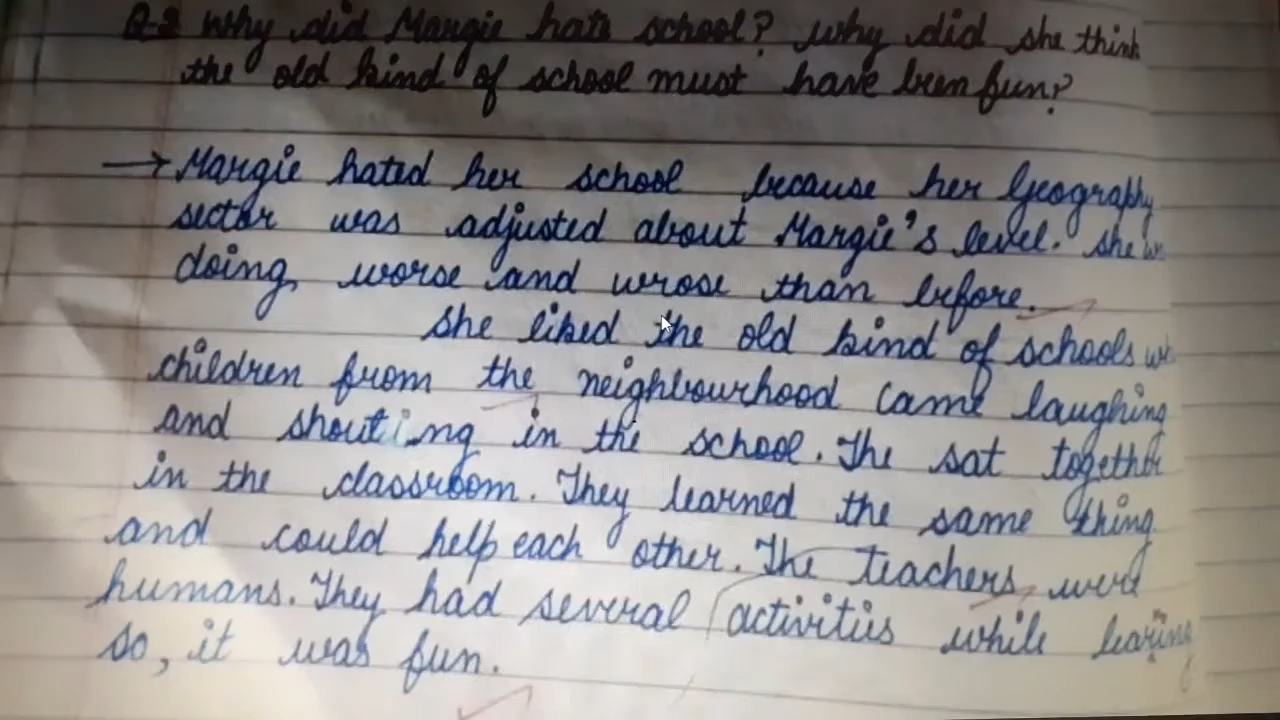 Q-2 Why did Margie hate school? why did she think
the old kind of school must have been fun?
→ Margie hated her school because her Geography
sector was adjusted about Margie's level. she
doing worse and wrose than before.
she liked the old kind of schools
children from the neighbourhood came laughing
and shouting in the school. The sat together
in the classroom. They learned the same thing
and could help each other. The teachers were
humans. They had several activities while
so, it was fun.